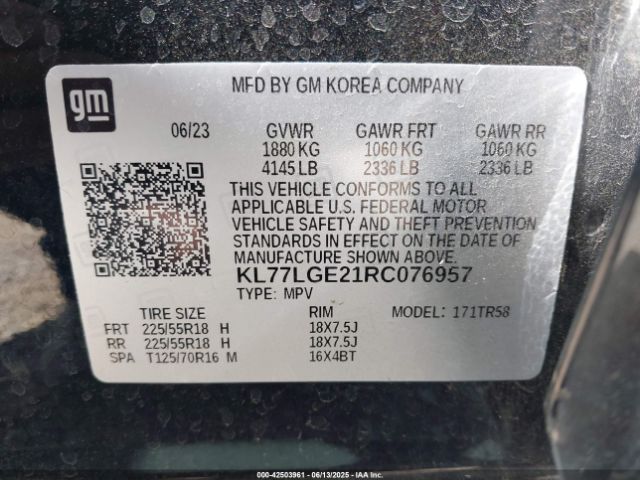 gm
MFD BY GM KOREA COMPANY
06/23 GVWR GAWR FRT GAWR RR
1880 KG 1060 KG 1060 KG
4145 LB 2336 LB 2336 LB
THIS VEHICLE CONFORMS TO ALL
APPLICABLE U.S. FEDERAL MOTOR
VEHICLE SAFETY AND THEFT PREVENTION
STANDARDS IN EFFECT ON THE DATE OF
MANUFACTURE SHOWN ABOVE.
KL77LGE21RC076957
TYPE: MPV
TIRE SIZE RIM MODEL: 171TR58
FRT 225/55R18 H 18X7.5J
RR 225/55R18 H 18X7.5J
SPA T125/70R16 M 16X4BT
000-42503961 - 06/13/2025 - IAAI.COM